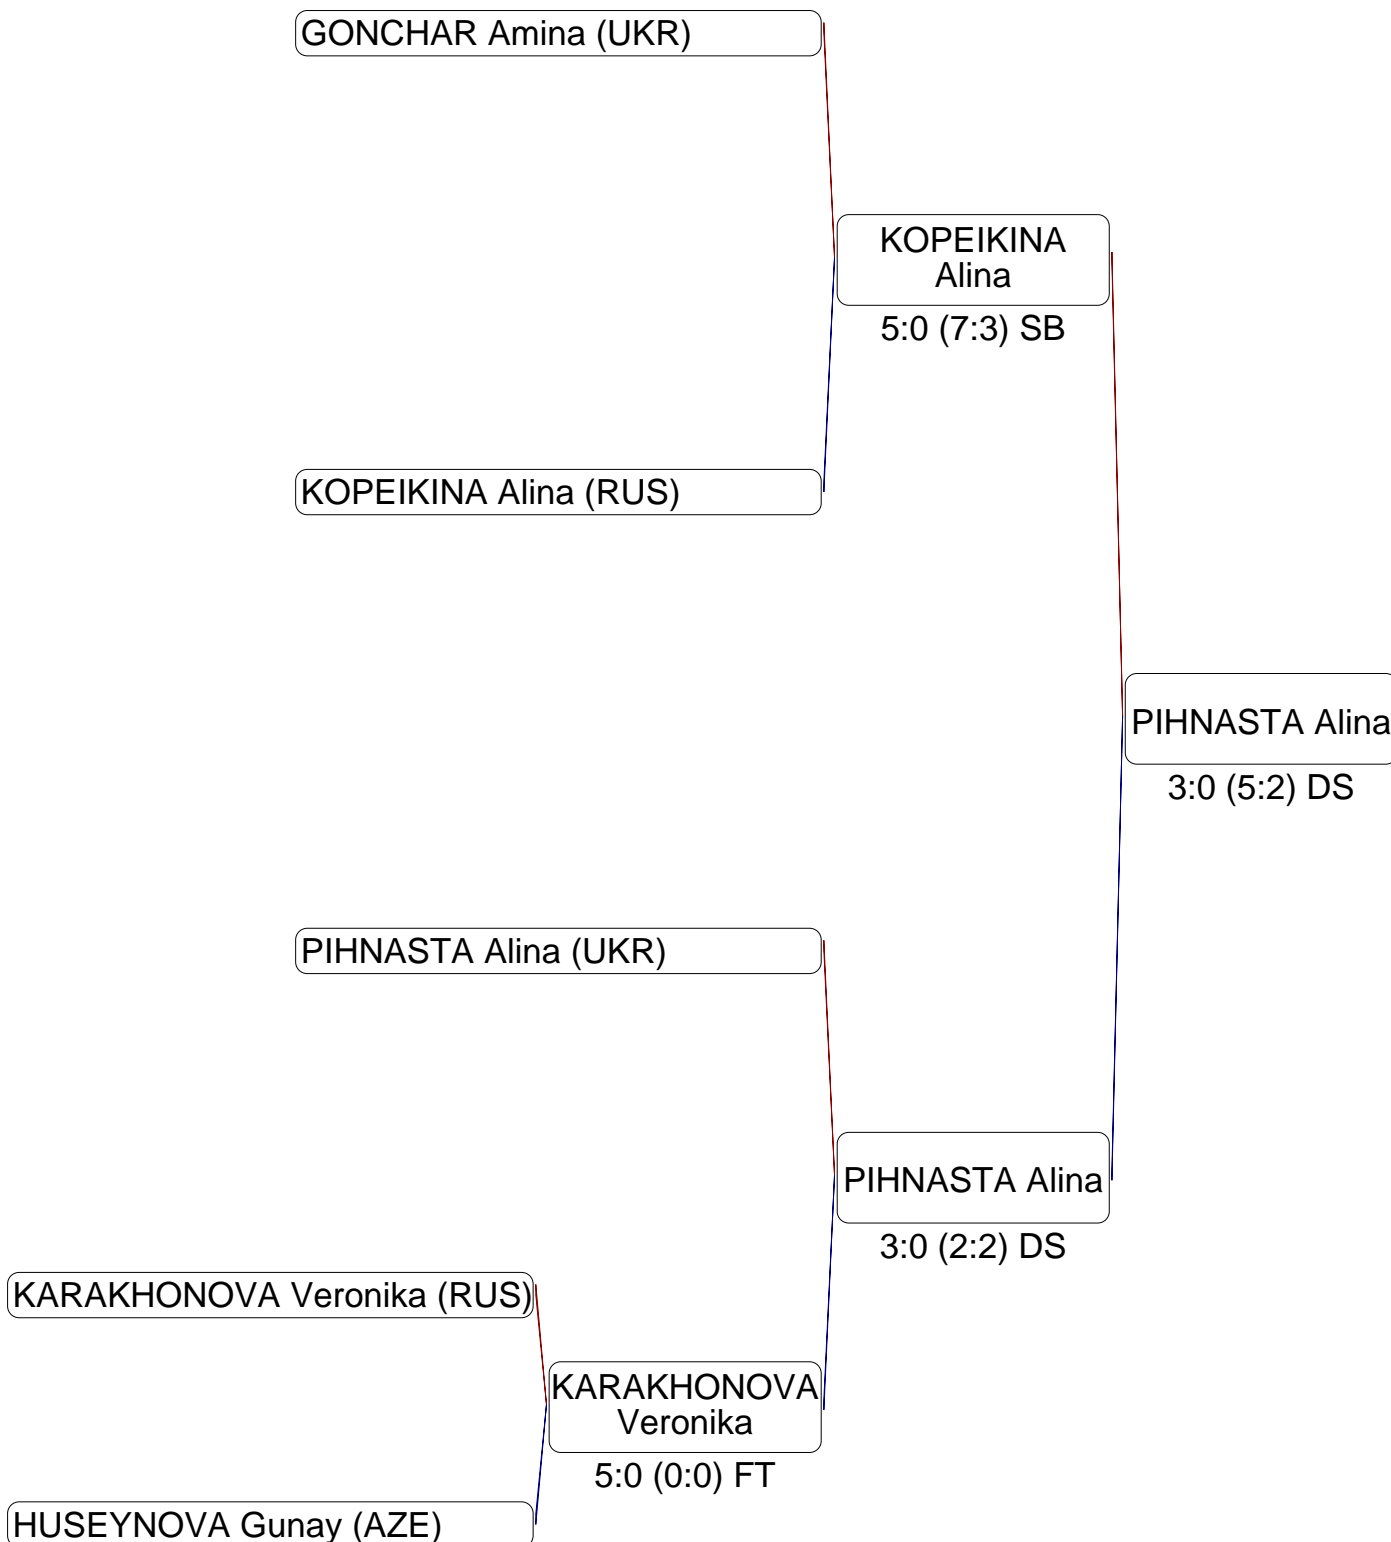 GONCHAR Amina (UKR)
KOPEIKINA
Alina
5:0 (7:3) SB
KOPEIKINA Alina (RUS)
PIHNASTA Alina
3:0 (5:2) DS
PIHNASTA Alina (UKR)
PIHNASTA Alina
3:0 (2:2) DS
KARAKHONOVA Veronika (RUS)
KARAKHONOVA
Veronika
5:0 (0:0) FT
HUSEYNOVA Gunay (AZE)